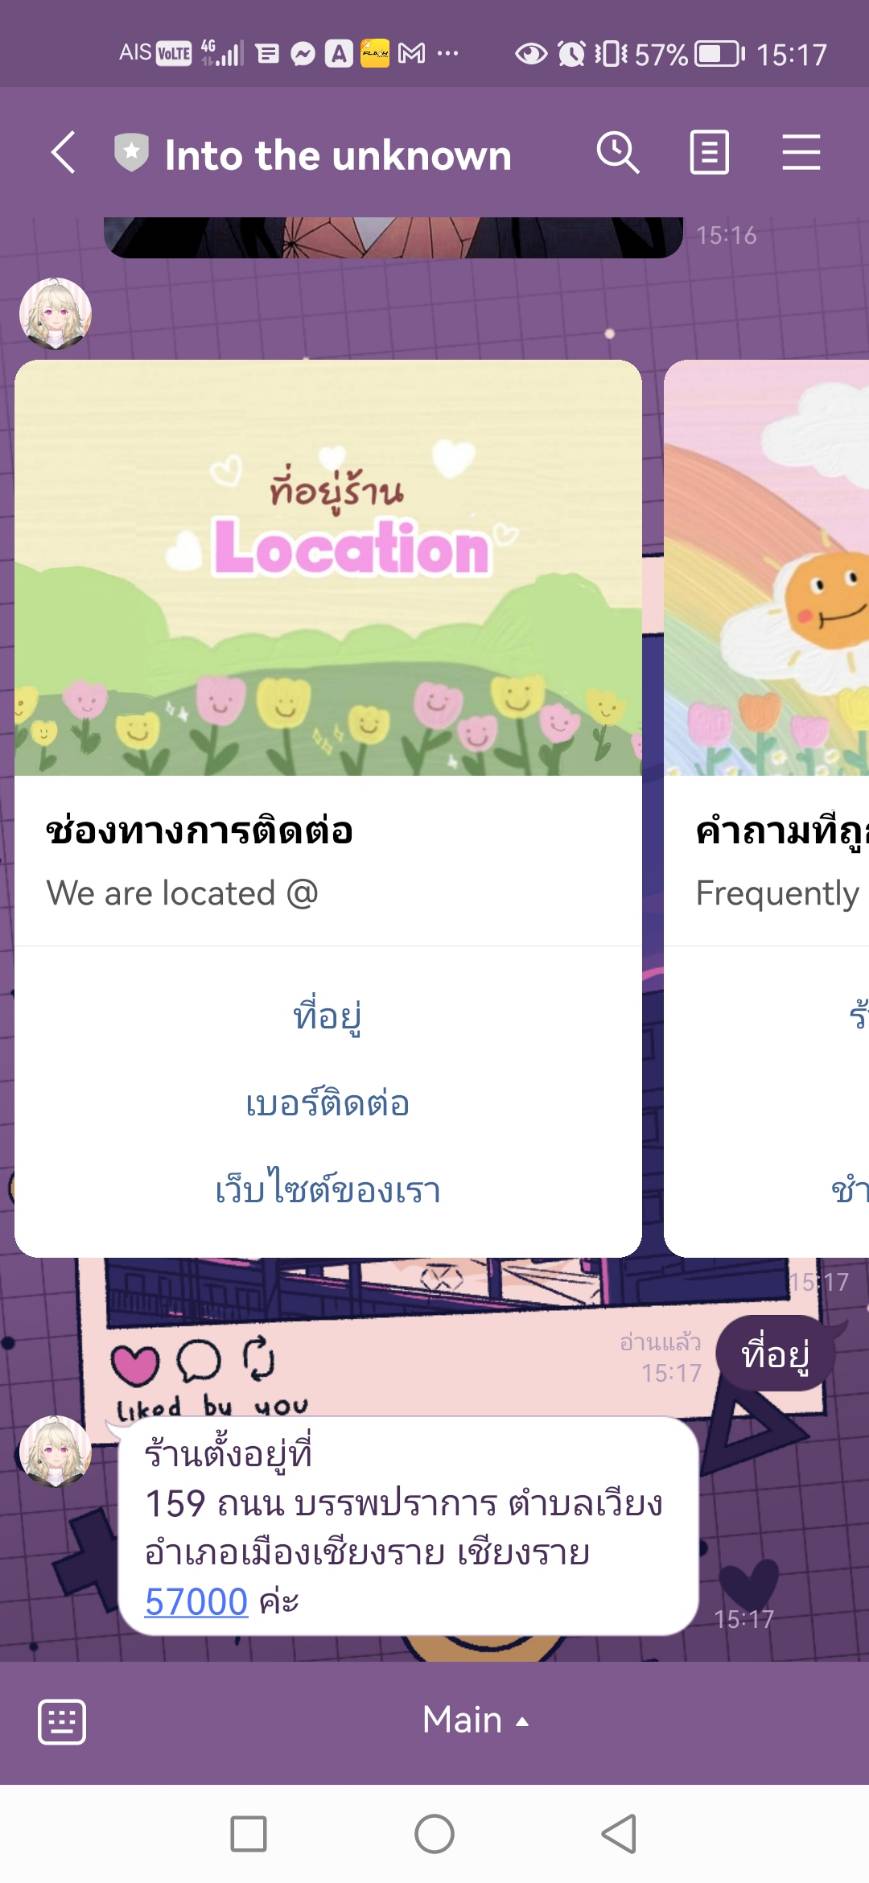 AIS VoLTE 4G A FLASH 57% 15:17
Into the unknown
15:16
ที่อยู่ร้าน
Location
ช่องทางการติดต่อ
We are located @
ที่อยู่
เบอร์ติดต่อ
เว็บไซต์ของเรา
คำถามที่ถูก
Frequently
ร้
ชำ
15:17
อ่านแล้ว
15:17
ที่อยู่
liked by you
ร้านตั้งอยู่ที่
159 ถนน บรรพปราการ ตำบลเวียง
อำเภอเมืองเชียงราย เชียงราย
57000 ค่ะ
15:17
Main